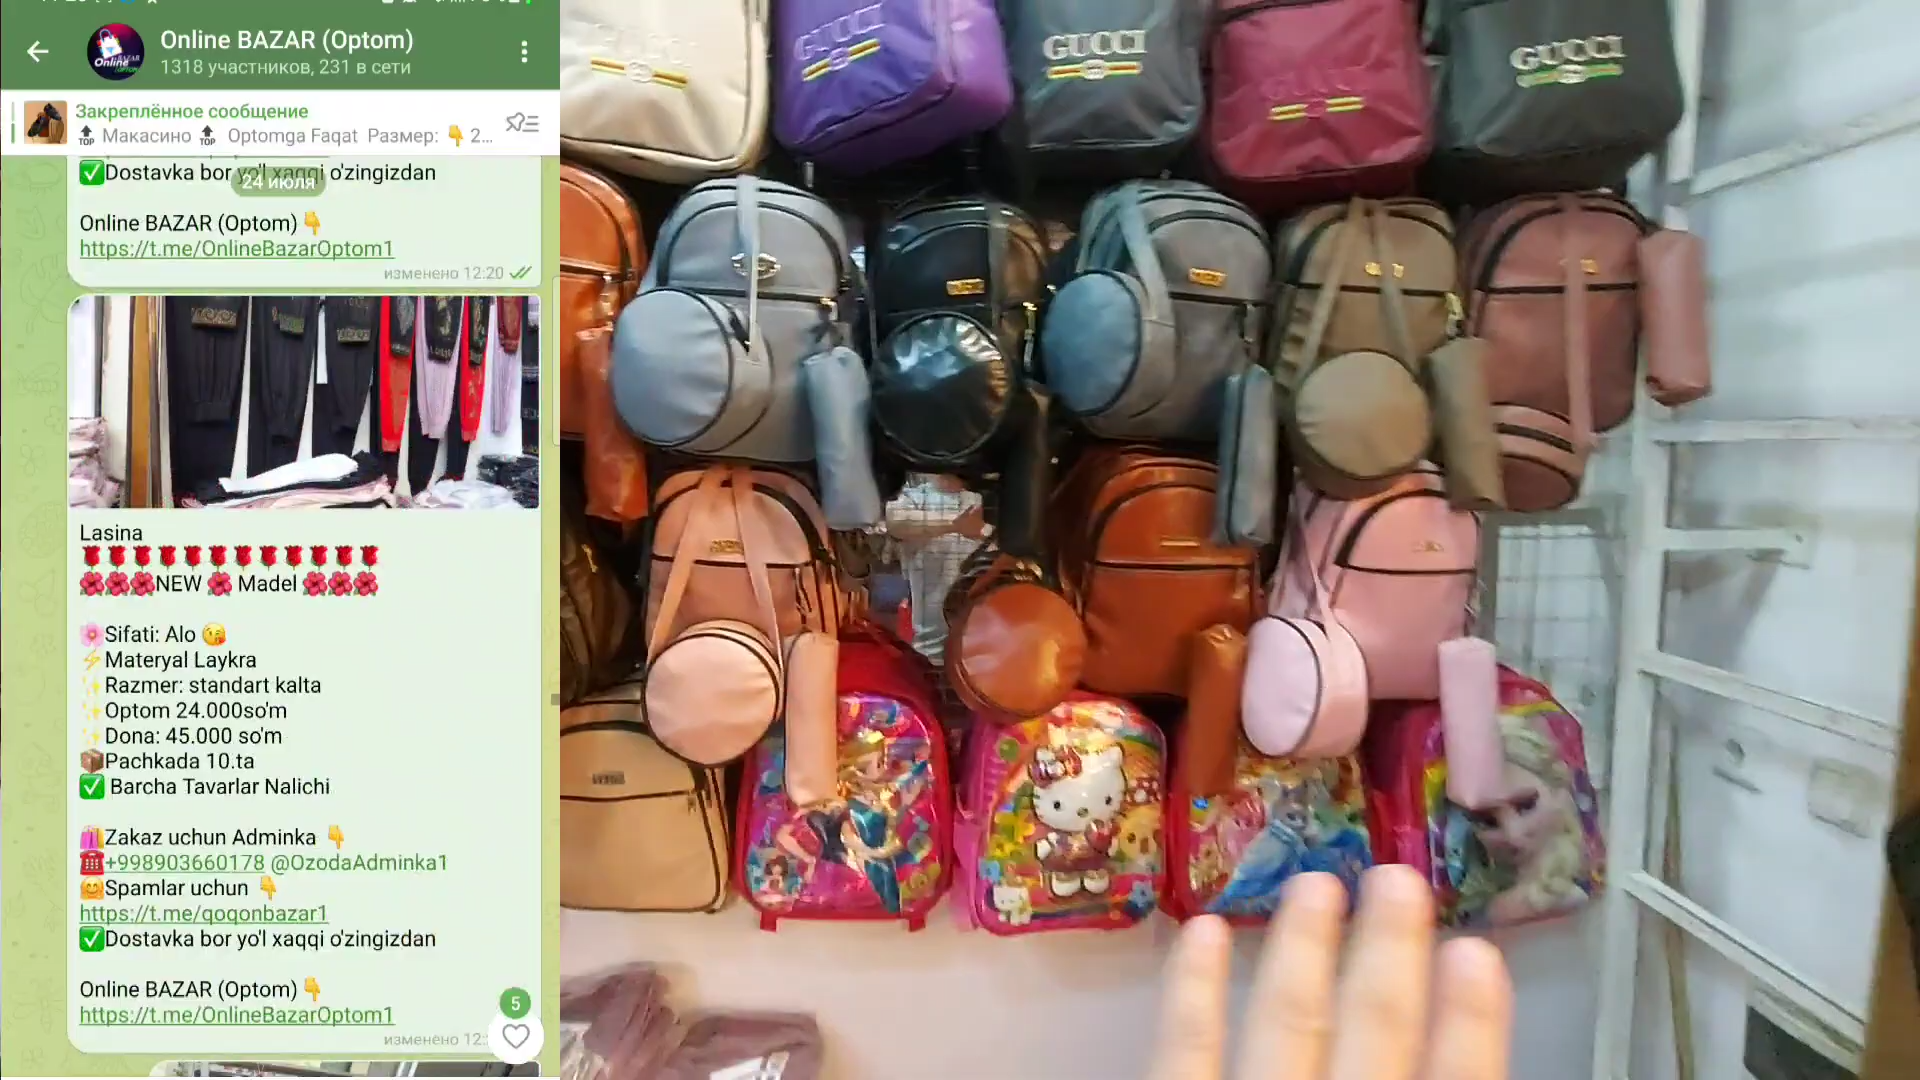 Online BAZAR (Optom)
1318 участников, 231 в сети
Закреплённое сообщение
🔝 Макасино 🔝 Optomga Faqat Размер: 👇 2...
✅Dostavka bor yo'l xaqqi o'zingizdan
24 июля
Online BAZAR (Optom)👇
https://t.me/OnlineBazarOptom1
изменено 12:20
Lasina
🌹🌹🌹🌹🌹🌹🌹🌹🌹🌹🌹🌹
🌺🌺🌺NEW 🌺 Madel 🌺🌺🌺
🌸Sifati: Alo 😘
⚡Materyal Laykra
✨Razmer: standart kalta
✨Optom 24.000so'm
✨Dona: 45.000 so'm
📦Pachkada 10.ta
✅ Barcha Tavarlar Nalichi
🛍Zakaz uchun Adminka 👇
☎+998903660178 @OzodaAdminka1
🤗Spamlar uchun 👇
https://t.me/qoqonbazar1
✅Dostavka bor yo'l xaqqi o'zingizdan
Online BAZAR (Optom)👇
https://t.me/OnlineBazarOptom1
изменено 12:
5
GUCCI
GUCCI
GUCCI
GUCCI